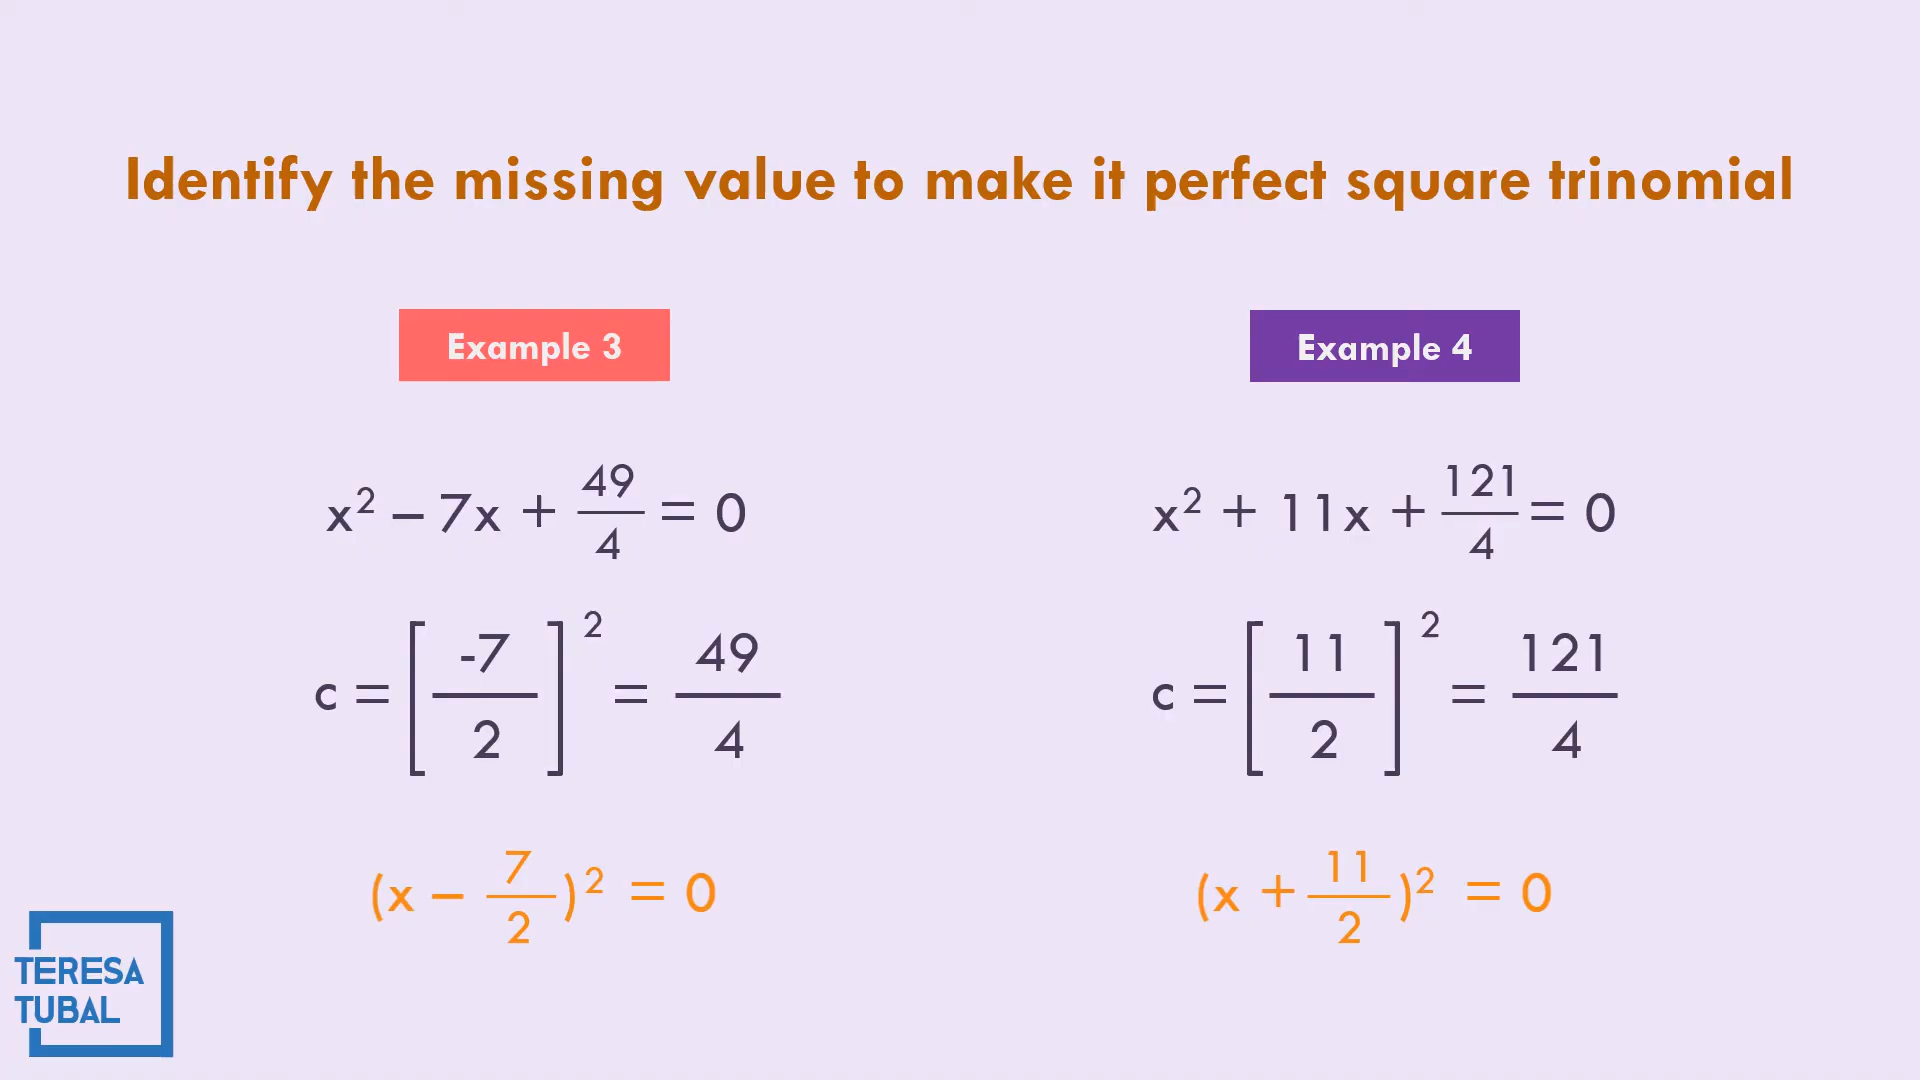 Identify the missing value to make it perfect square trinomial
Example 3
x² – 7x + 49/4 = 0
c = [-7/2]² = 49/4
(x – 7/2)² = 0
Example 4
x² + 11x + 121/4 = 0
c = [11/2]² = 121/4
(x + 11/2)² = 0
TERESA
TUBAL